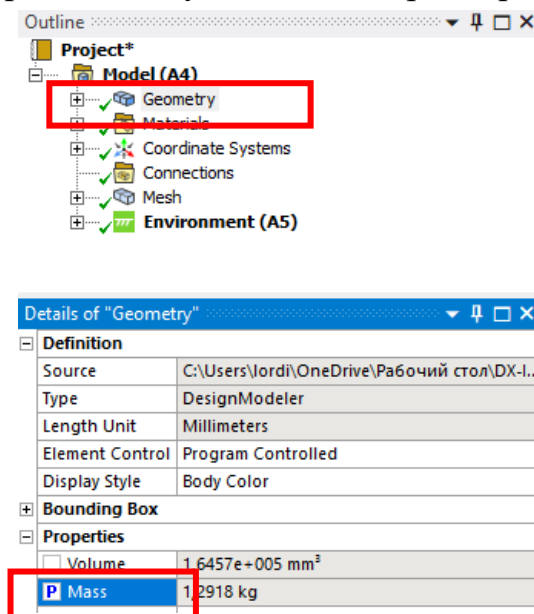 Outline
Project*
Model (A4)
Geometry
Materials
Coordinate Systems
Connections
Mesh
Environment (A5)
Details of "Geometry"
Definition
Source C:\Users\lordi\OneDrive\Рабочий стол\DX-I...
Type DesignModeler
Length Unit Millimeters
Element Control Program Controlled
Display Style Body Color
Bounding Box
Properties
Volume 1,6457e+005 mm³
P Mass 1,2918 kg